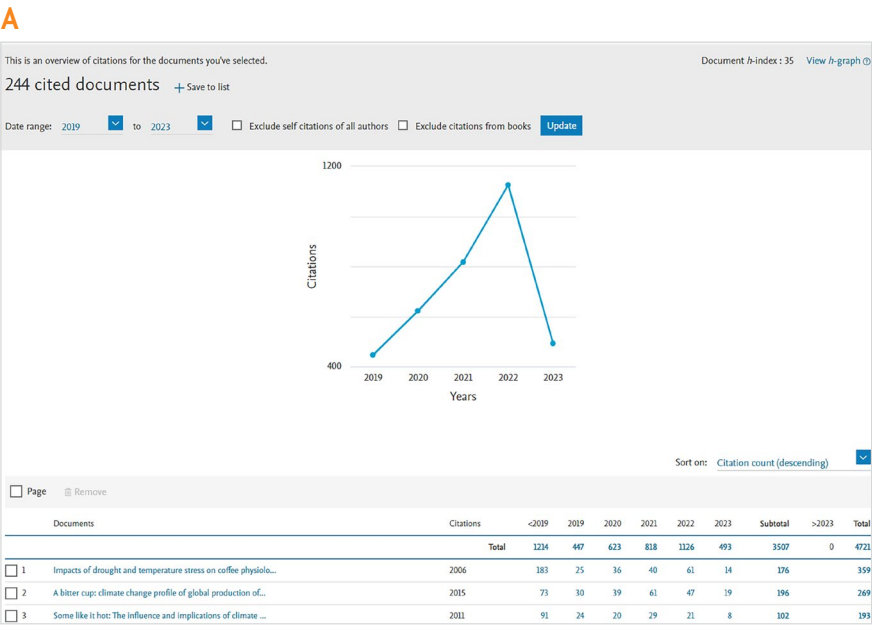 A
This is an overview of citations for the documents you've selected.
Document h-index : 35 View h-graph
244 cited documents + Save to list
Date range: 2019 to 2023 Exclude self citations of all authors Exclude citations from books Update
1200
Citations
400
2019 2020 2021 2022 2023
Years
Sort on: Citation count (descending)
Page Remove
Documents Citations <2019 2019 2020 2021 2022 2023 Subtotal >2023 Total
Total 1214 447 623 818 1126 493 3507 0 4721
1 Impacts of drought and temperature stress on coffee physiolo... 2006 183 25 36 40 61 14 176 359
2 A bitter cup: climate change profile of global production of... 2015 73 30 39 61 47 19 196 269
3 Some like it hot: The influence and implications of climate ... 2011 91 24 20 29 21 8 102 193